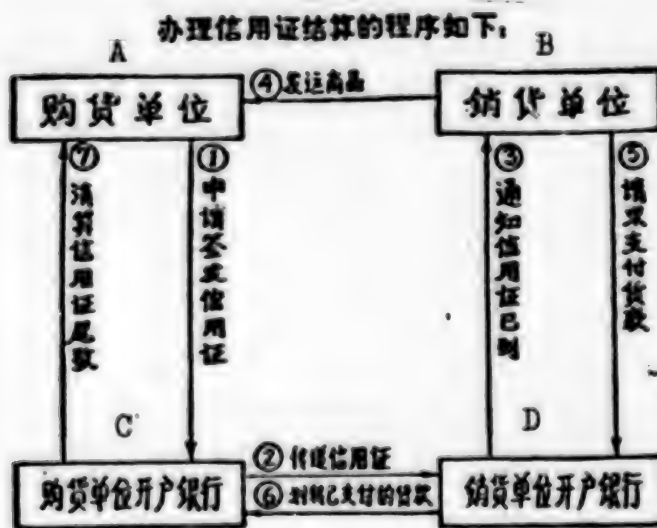 办理信用证结算的程序如下:
A
B
购货单位
④发运商品
销货单位
⑦清算信用证尾数
①申请签发信用证
③通知信用证已到
⑤请求支付货款
C
D
购货单位开户银行
②传送信用证
⑥划转已支付的货款
销货单位开户银行